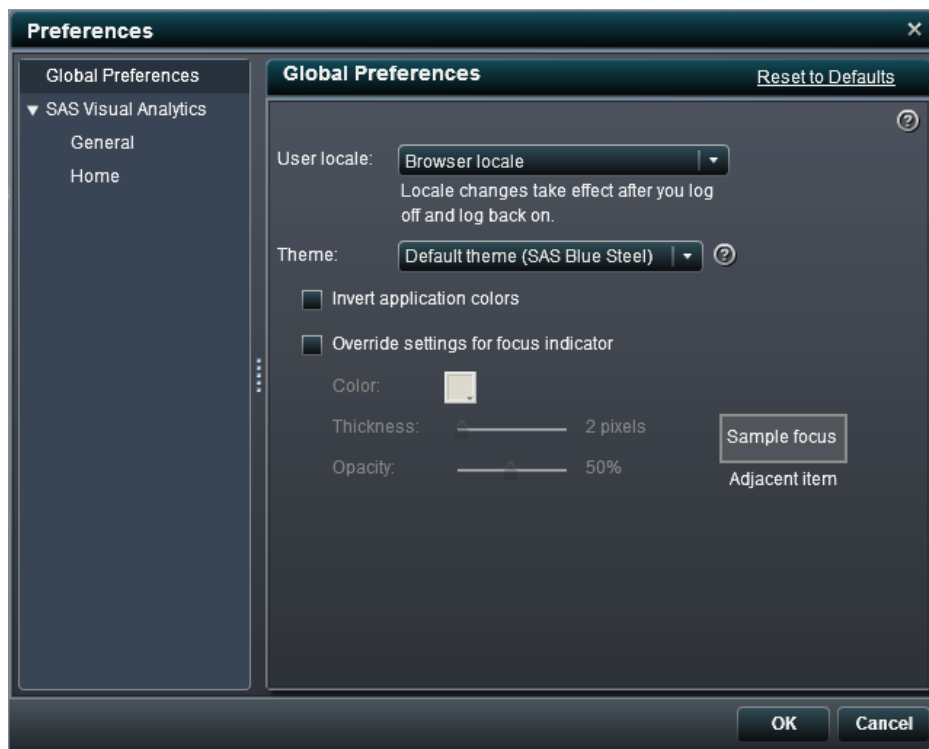 Preferences
Global Preferences
SAS Visual Analytics
General
Home
Global Preferences
Reset to Defaults
User locale:
Browser locale
Locale changes take effect after you log
off and log back on.
Theme:
Default theme (SAS Blue Steel)
Invert application colors
Override settings for focus indicator
Color:
Thickness:
2 pixels
Opacity:
50%
Sample focus
Adjacent item
OK
Cancel